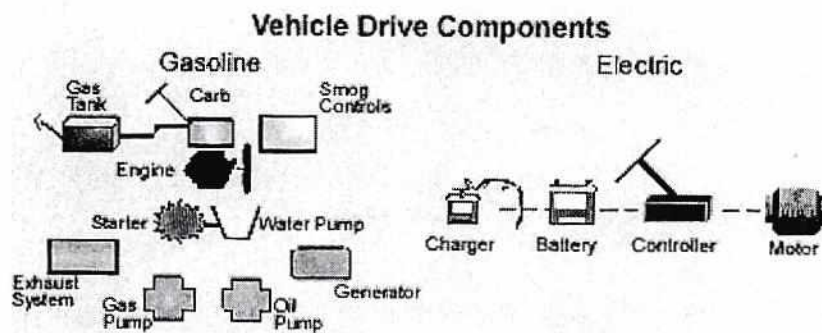 Vehicle Drive Components
Gasoline
Electric
Gas
Tank
Carb
Smog
Controls
Engine
Starter
Water Pump
Charger
Battery
Controller
Motor
Exhaust
System
Gas
Pump
Oil
Pump
Generator